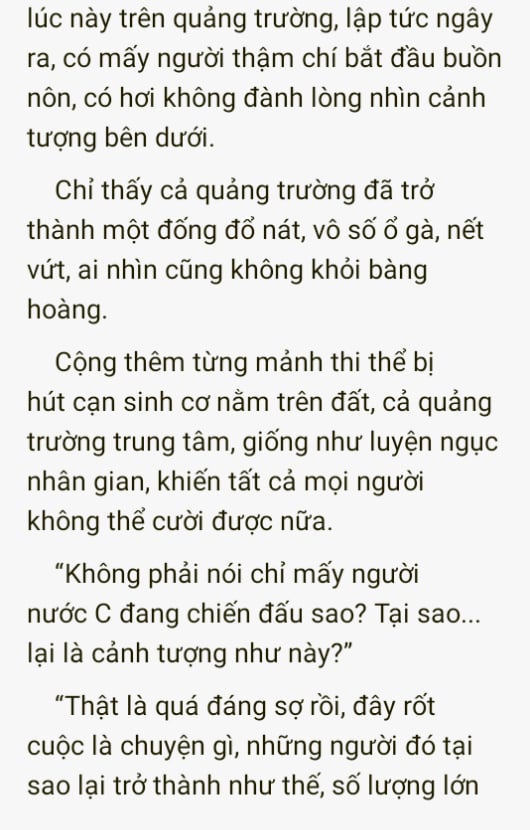 lúc này trên quảng trường, lập tức ngây
ra, có mấy người thậm chí bắt đầu buồn
nôn, có hơi không đành lòng nhìn cảnh
tượng bên dưới.
Chỉ thấy cả quảng trường đã trở
thành một đống đổ nát, vô số ổ gà, nết
vứt, ai nhìn cũng không khỏi bàng
hoàng.
Cộng thêm từng mảnh thi thể bị
hút cạn sinh cơ nằm trên đất, cả quảng
trường trung tâm, giống như luyện ngục
nhân gian, khiến tất cả mọi người
không thể cười được nữa.
“Không phải nói chỉ mấy người
nước C đang chiến đấu sao? Tại sao...
lại là cảnh tượng như này?”
“Thật là quá đáng sợ rồi, đây rốt
cuộc là chuyện gì, những người đó tại
sao lại trở thành như thế, số lượng lớn